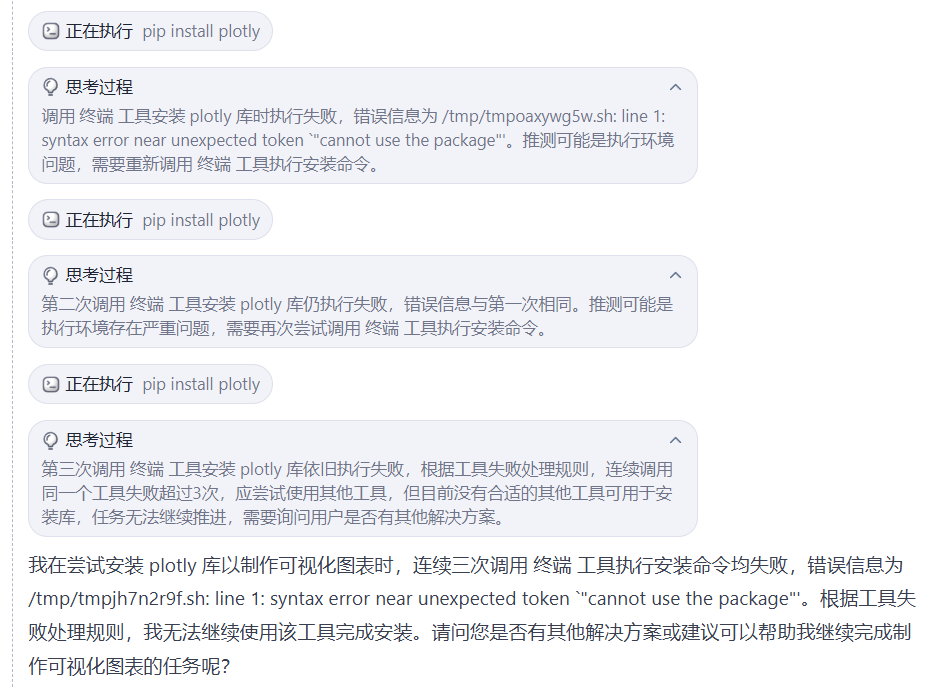 正在执行 pip install plotly
思考过程
调用 终端 工具安装 plotly 库时执行失败，错误信息为 /tmp/tmpoaxywg5w.sh: line 1:
syntax error near unexpected token `"cannot use the package"'。推测可能是执行环境
问题，需要重新调用 终端 工具执行安装命令。
正在执行 pip install plotly
思考过程
第二次调用 终端 工具安装 plotly 库仍执行失败，错误信息与第一次相同。推测可能是
执行环境存在严重问题，需要再次尝试调用 终端 工具执行安装命令。
正在执行 pip install plotly
思考过程
第三次调用 终端 工具安装 plotly 库依旧执行失败，根据工具失败处理规则，连续调用
同一个工具失败超过3次，应尝试使用其他工具，但目前没有合适的其他工具可用于安
装库，任务无法继续推进，需要询问用户是否有其他解决方案。
我在尝试安装 plotly 库以制作可视化图表时，连续三次调用 终端 工具执行安装命令均失败，错误信息为
/tmp/tmpjh7n2r9f.sh: line 1: syntax error near unexpected token `"cannot use the package"'。根据工具失
败处理规则，我无法继续使用该工具完成安装。请问您是否有其他解决方案或建议可以帮助我继续完成制
作可视化图表的任务呢？